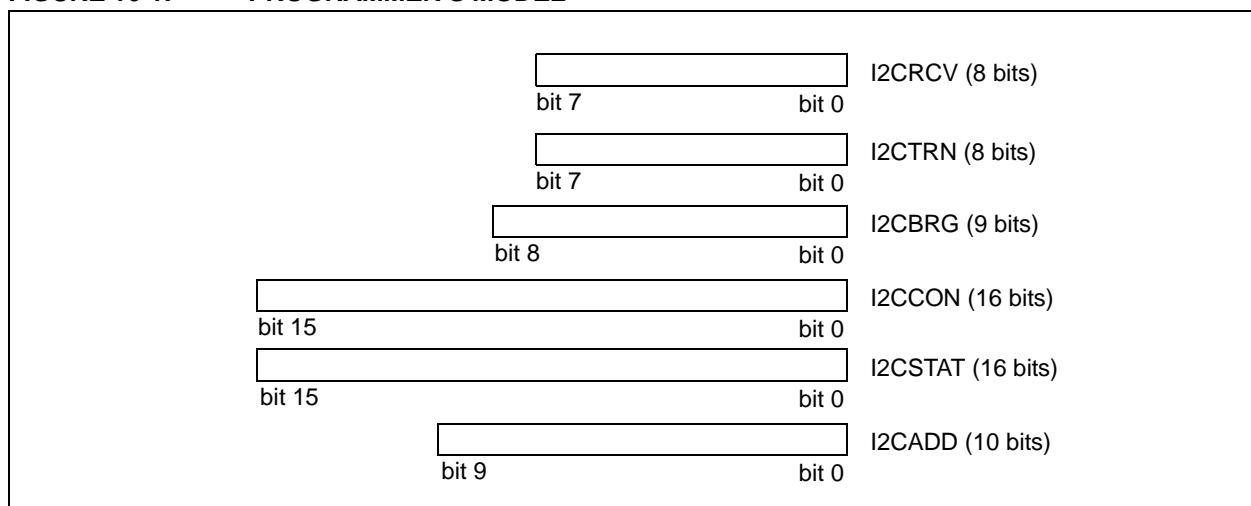 I2CRCV (8 bits)
bit 7 bit 0
I2CTRN (8 bits)
bit 7 bit 0
I2CBRG (9 bits)
bit 8 bit 0
I2CCON (16 bits)
bit 15 bit 0
I2CSTAT (16 bits)
bit 15 bit 0
I2CADD (10 bits)
bit 9 bit 0